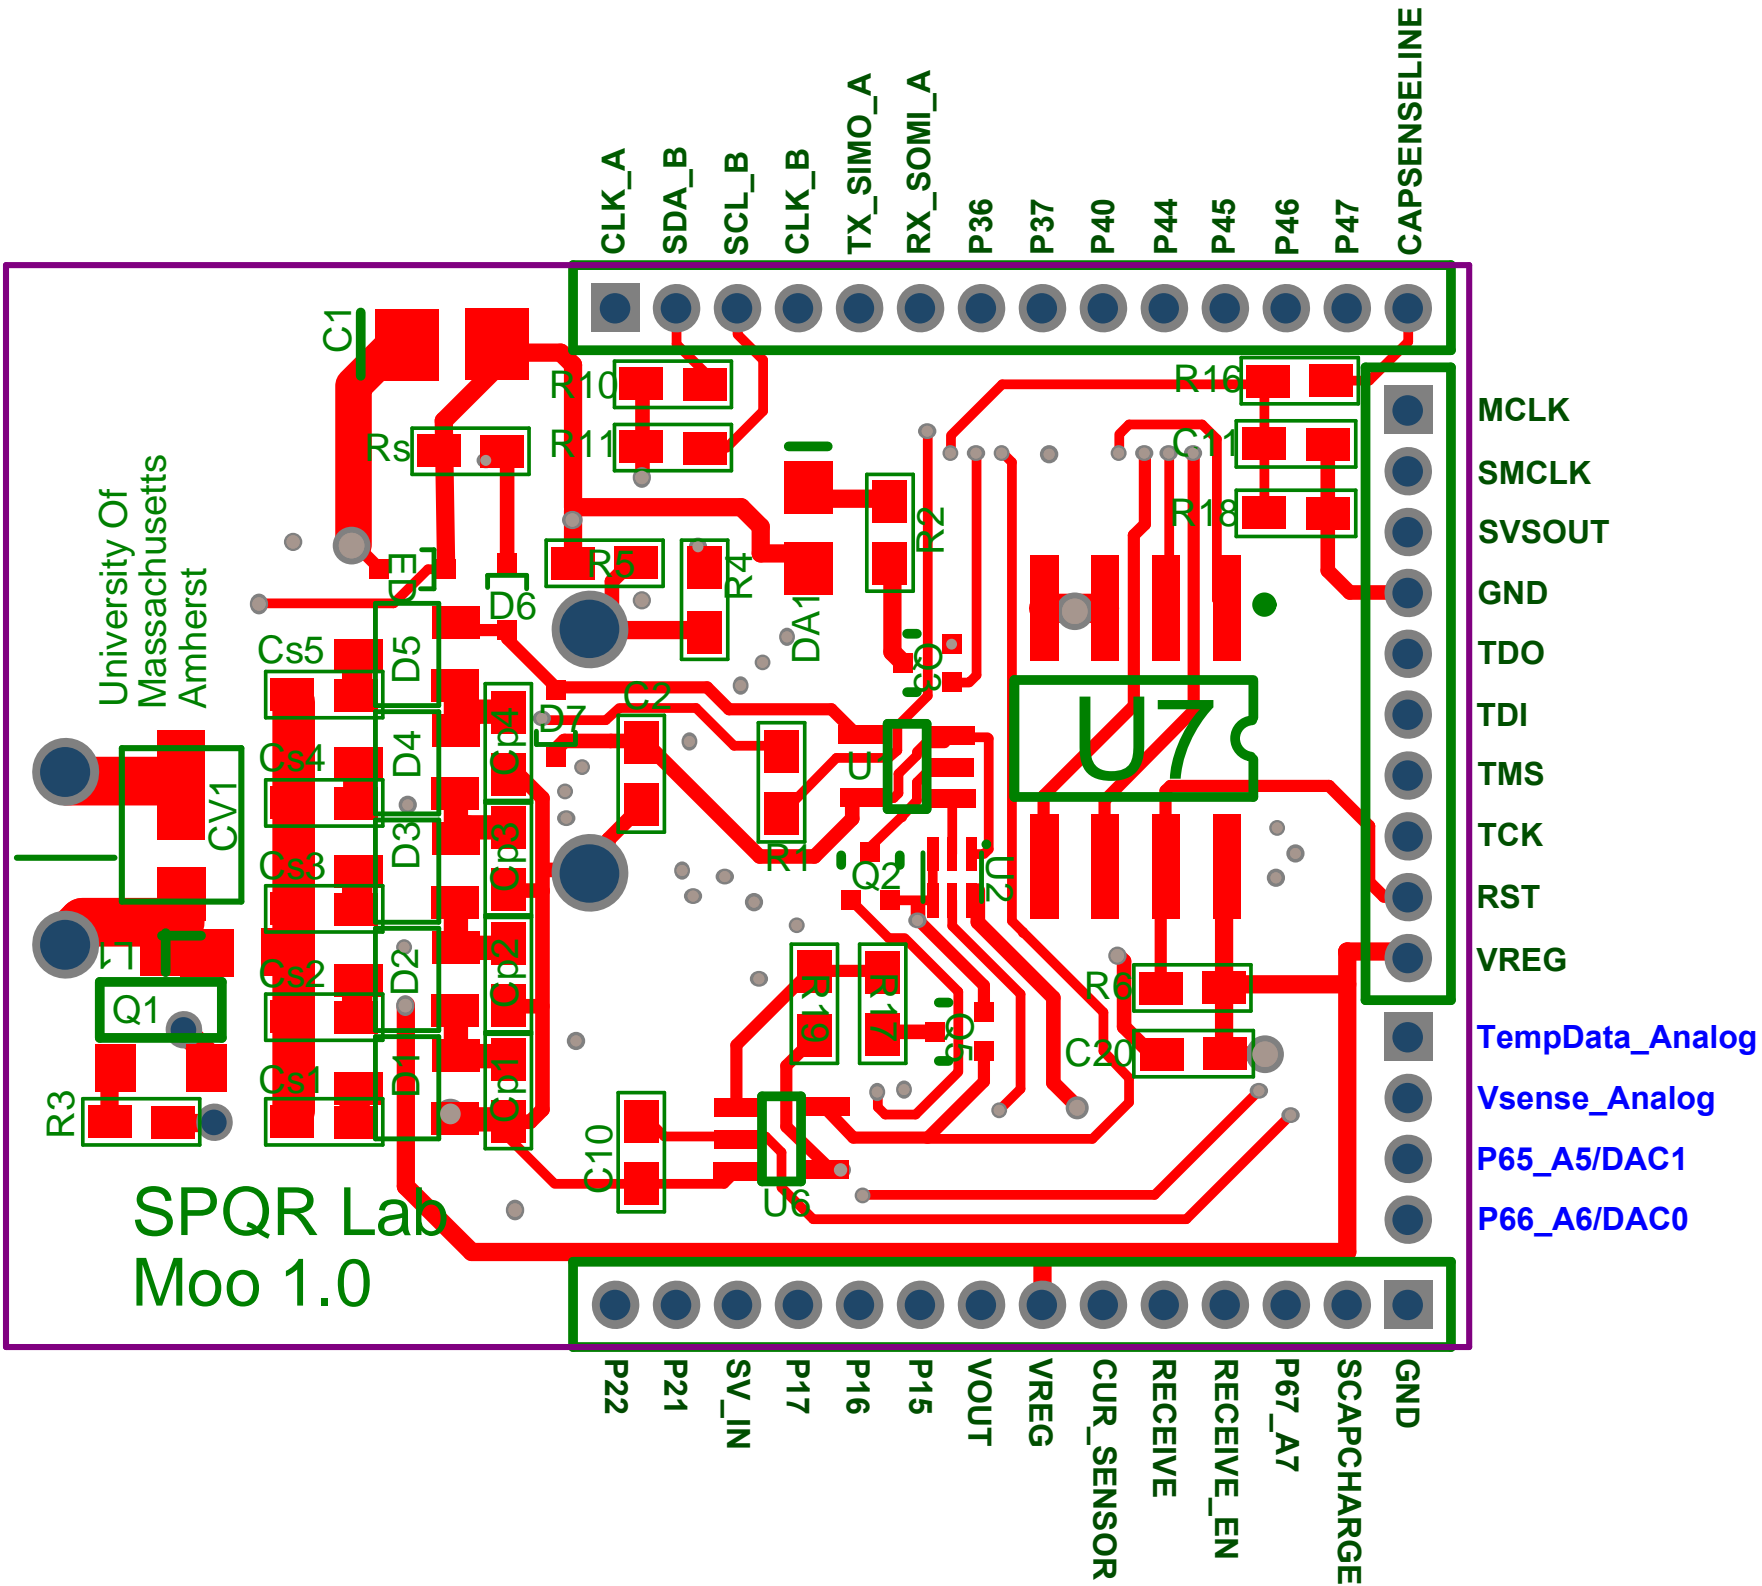 CLK_A
SDA_B
SCL_B
CLK_B
TX_SIMO_A
RX_SOMI_A
P36
P37
P40
P44
P45
P46
P47
CAPSENSELINE
C1
R10
R16
R11
Rs
C11
MCLK
SMCLK
SVSOUT
GND
TDO
TDI
TMS
TCK
RST
VREG
University Of
Massachusetts
Amherst
R18
R2
R5
R4
D6
DA1
Cs5
D5
Q3
C2
D7
Cp4
U7
Cs4
D4
CV1
D3
Cs3
Cp3
R1
Q2
U2
L1
Cs2
D2
Cp2
R19
R17
R6
Q1
Q5
C20
TempData_Analog
Vsense_Analog
P65_A5/DAC1
P66_A6/DAC0
R3
Cs1
D1
Cp1
C10
U6
SPQR Lab
Moo 1.0
P22
P21
SV_IN
P17
P16
P15
VOUT
VREG
CUR_SENSOR
RECEIVE
RECEIVE_EN
P67_A7
SCAPCHARGE
GND